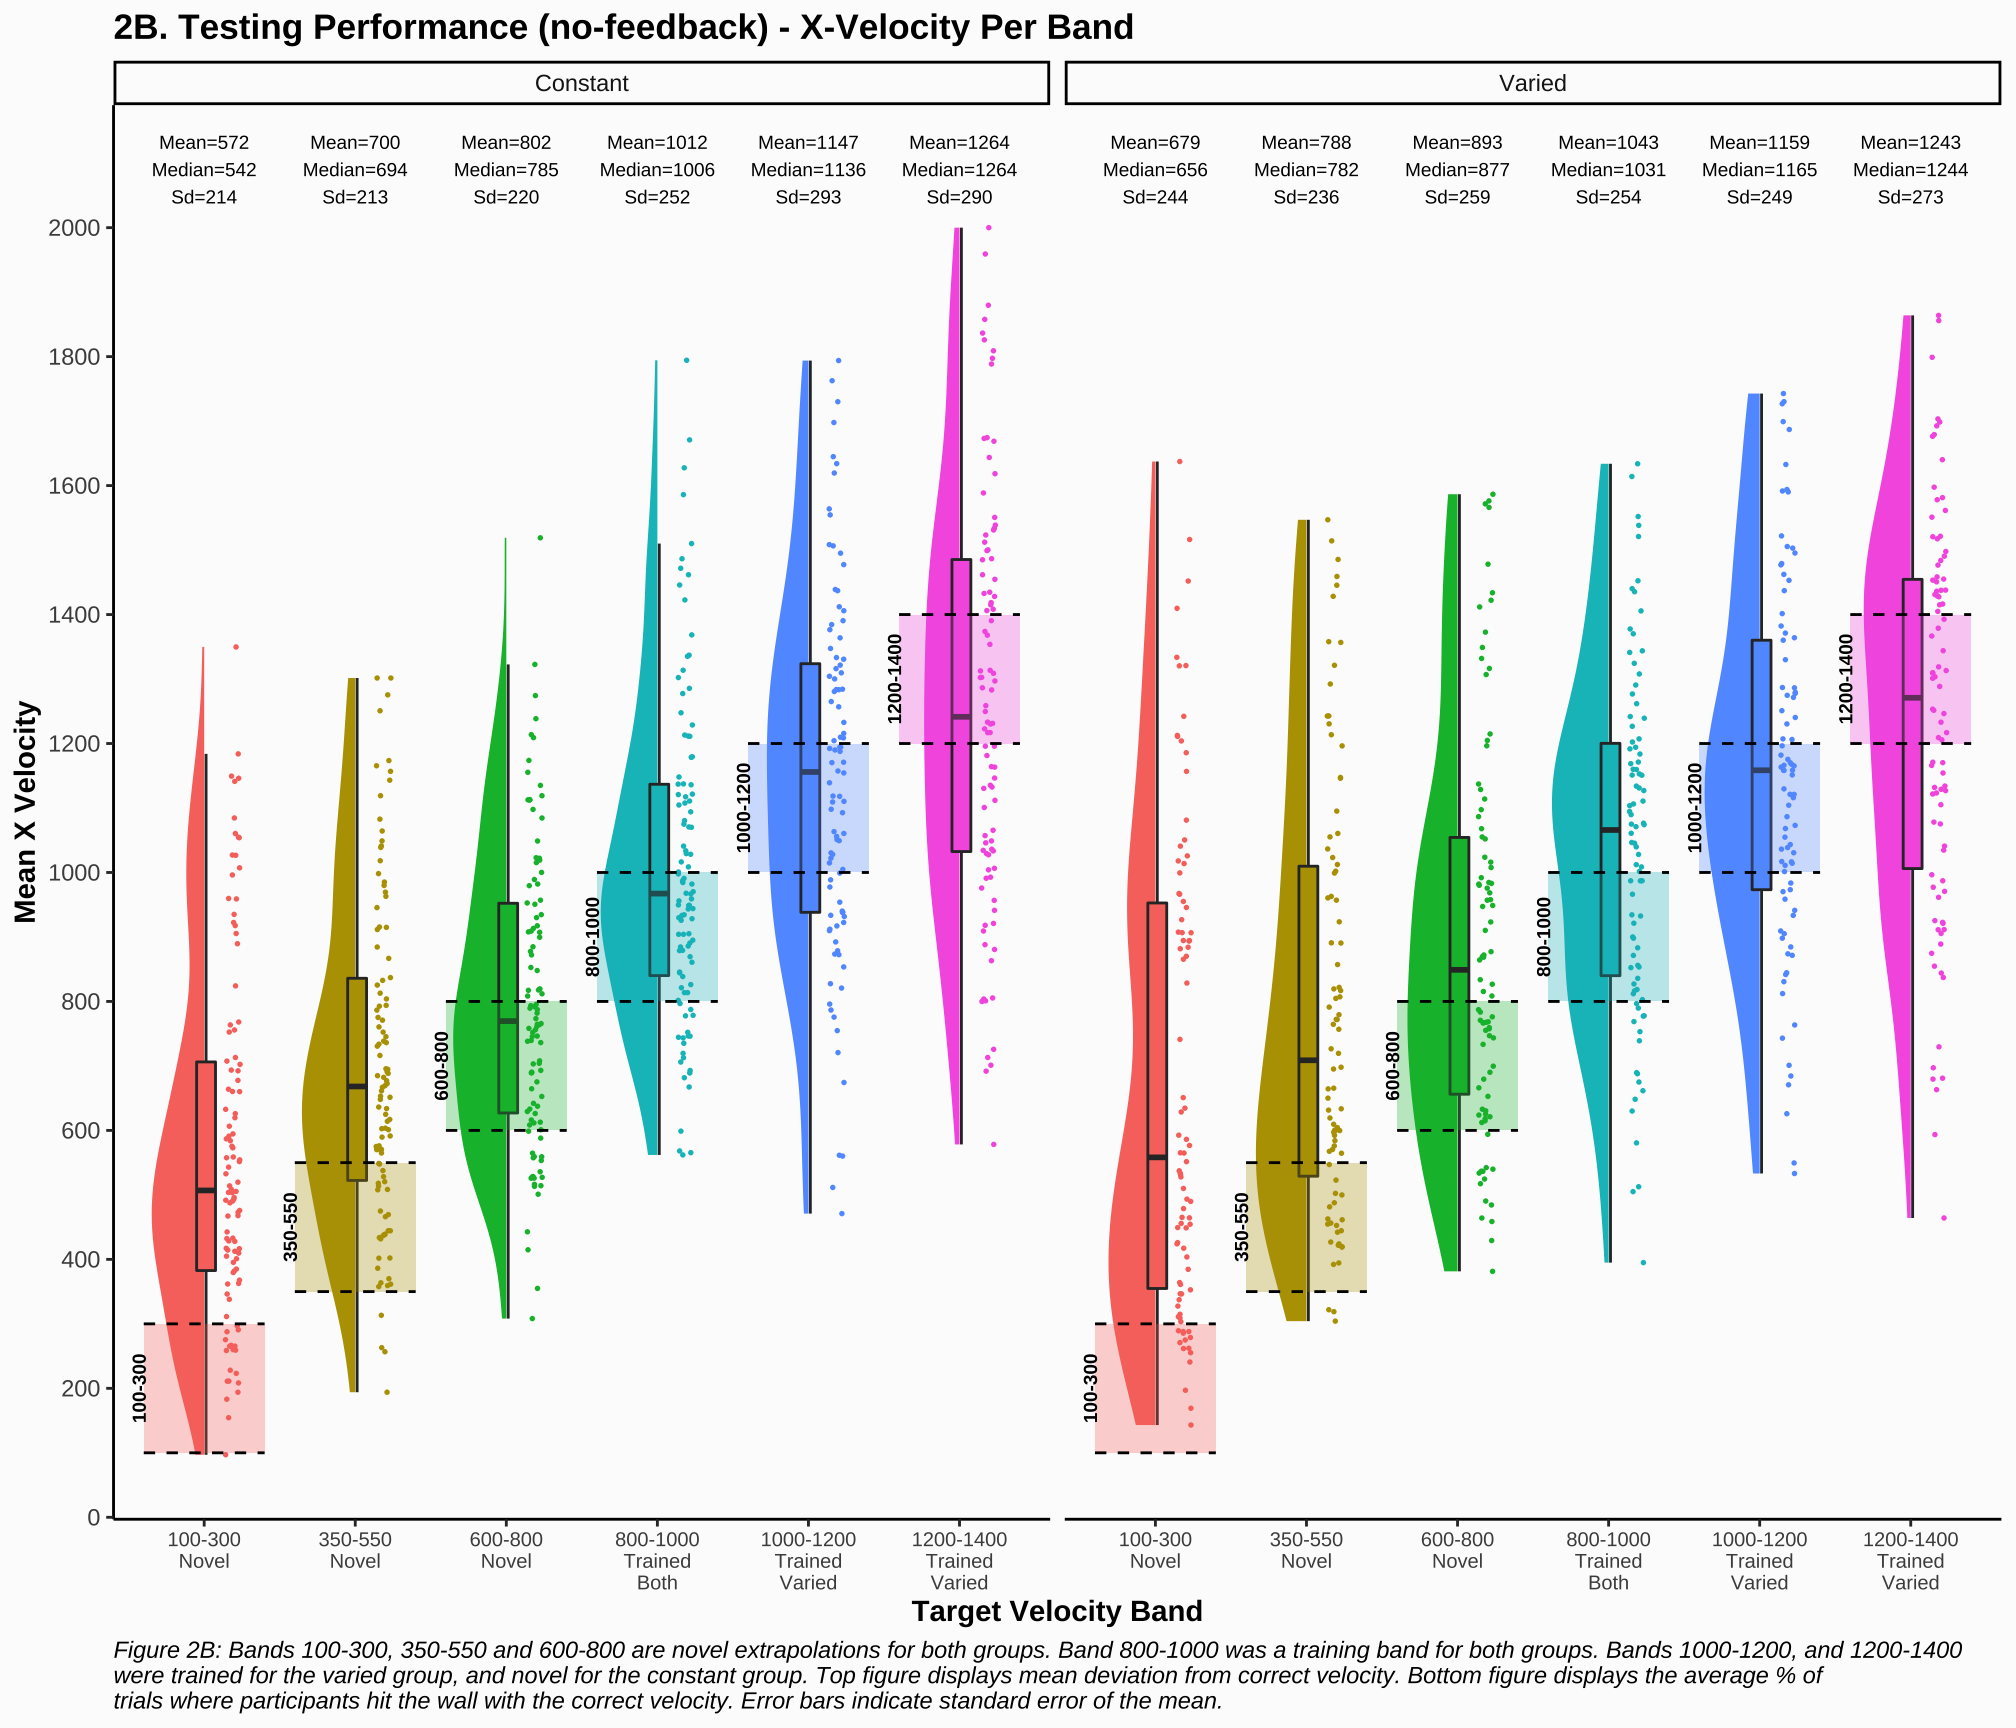 2B. Testing Performance (no-feedback) - X-Velocity Per Band
Constant
Varied
Mean=572 Mean=700 Mean=802 Mean=1012 Mean=1147 Mean=1264 Mean=679 Mean=788 Mean=893 Mean=1043 Mean=1159 Mean=1243
Median=542 Median=694 Median=785 Median=1006 Median=1136 Median=1264 Median=656 Median=782 Median=877 Median=1031 Median=1165 Median=1244
Sd=214 Sd=213 Sd=220 Sd=252 Sd=293 Sd=290 Sd=244 Sd=236 Sd=259 Sd=254 Sd=249 Sd=273
Mean X Velocity
2000
1800
1600
1400
1200
1000
800
600
400
200
0
100-300
350-550
600-800
800-1000
1000-1200
1200-1400
100-300
350-550
600-800
800-1000
1000-1200
1200-1400
100-300 350-550 600-800 800-1000 1000-1200 1200-1400 100-300 350-550 600-800 800-1000 1000-1200 1200-1400
Novel Novel Novel Trained Trained Trained Novel Novel Novel Trained Trained Trained
Both Varied Varied Both Varied Varied
Target Velocity Band
Figure 2B: Bands 100-300, 350-550 and 600-800 are novel extrapolations for both groups. Band 800-1000 was a training band for both groups. Bands 1000-1200, and 1200-1400
were trained for the varied group, and novel for the constant group. Top figure displays mean deviation from correct velocity. Bottom figure displays the average % of
trials where participants hit the wall with the correct velocity. Error bars indicate standard error of the mean.